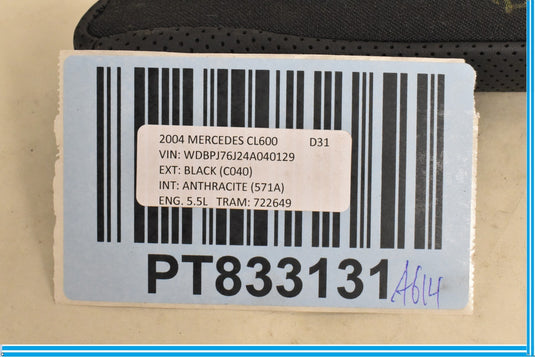 2004 MERCEDES CL600 D31
VIN: WDBPJ76J24A040129
EXT: BLACK (C040)
INT: ANTHRACITE (571A)
ENG. 5.5L TRAM: 722649
PT833131 A614